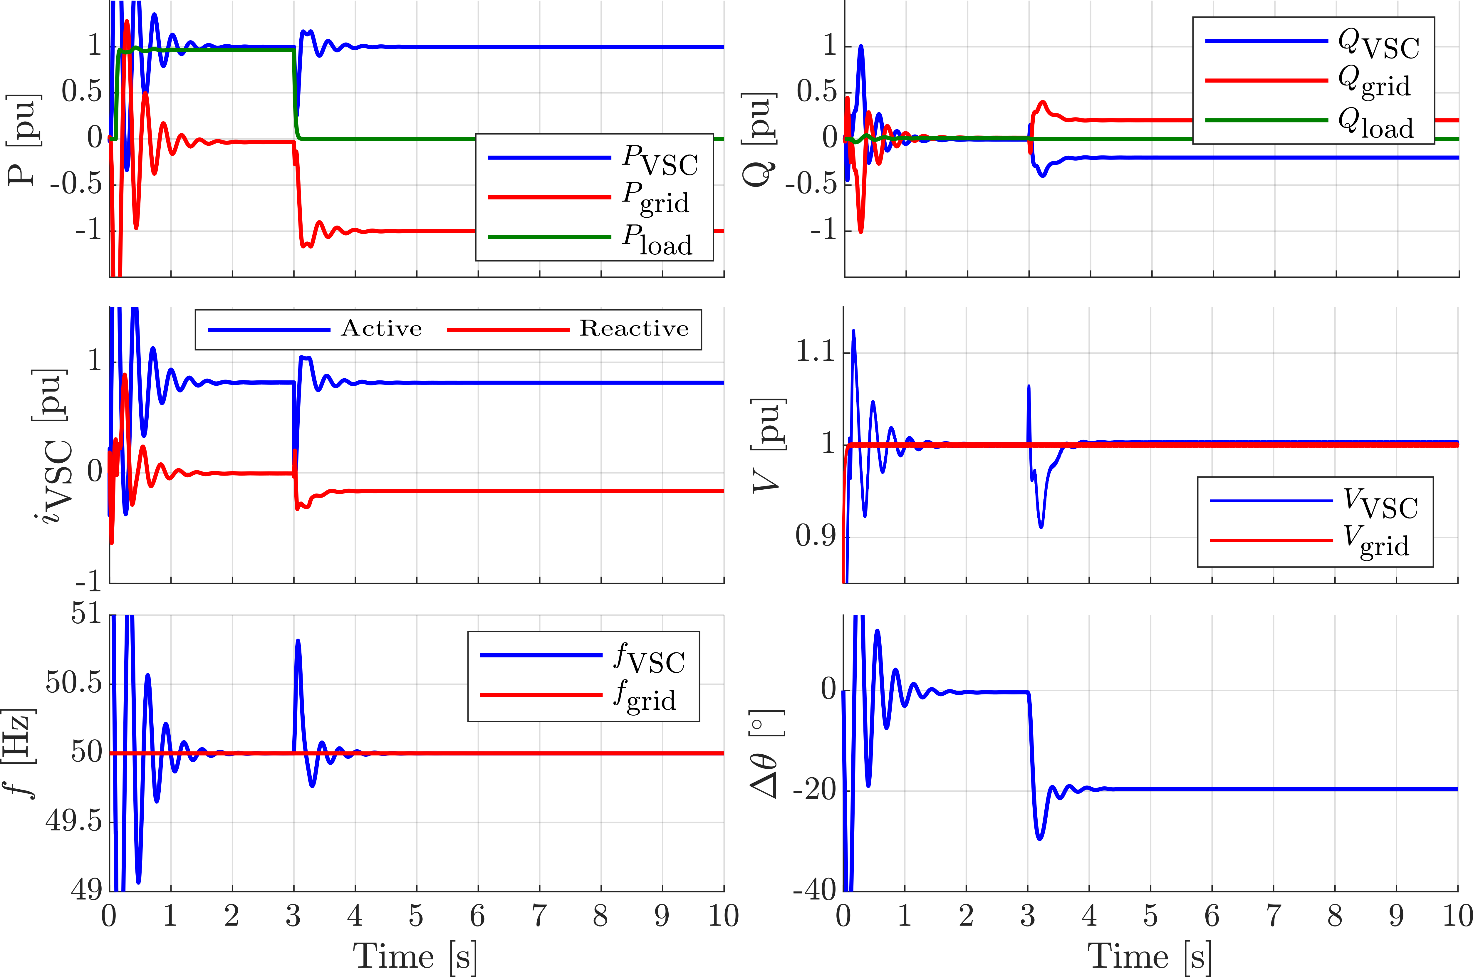 P [pu]
1
0.5
0
-0.5
-1
P_VSC
P_grid
P_load
Q [pu]
1
0.5
0
-0.5
-1
Q_VSC
Q_grid
Q_load
i_VSC [pu]
1
0
-1
Active Reactive
V [pu]
1.1
1
0.9
V_VSC
V_grid
f [Hz]
51
50.5
50
49.5
49
f_VSC
f_grid
0 1 2 3 4 5 6 7 8 9 10
Time [s]
Δθ [°]
0
-20
-40
0 1 2 3 4 5 6 7 8 9 10
Time [s]